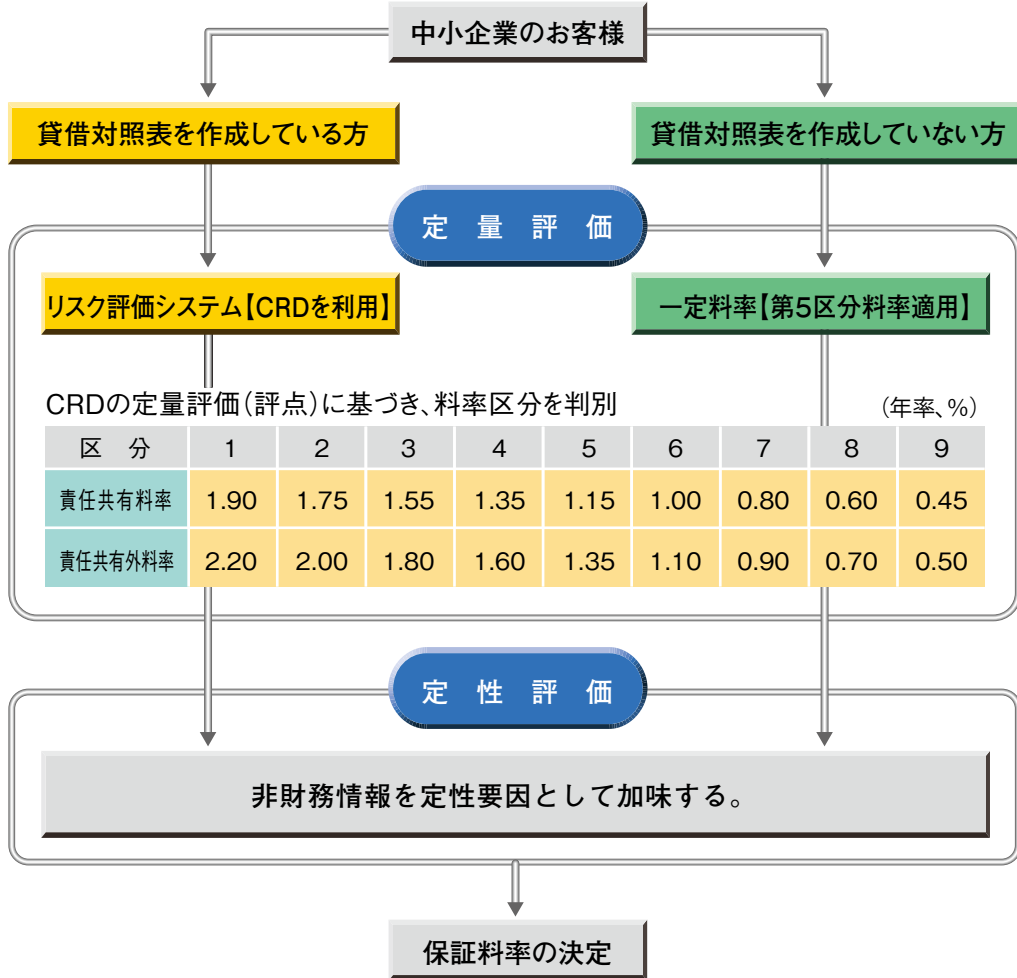 中小企業のお客様
貸借対照表を作成している方
貸借対照表を作成していない方
定量評価
リスク評価システム【CRDを利用】
一定料率【第5区分料率適用】
CRDの定量評価(評点)に基づき、料率区分を判別
(年率、%)
区分 1 2 3 4 5 6 7 8 9
責任共有料率 1.90 1.75 1.55 1.35 1.15 1.00 0.80 0.60 0.45
責任共有外料率 2.20 2.00 1.80 1.60 1.35 1.10 0.90 0.70 0.50
定性評価
非財務情報を定性要因として加味する。
保証料率の決定